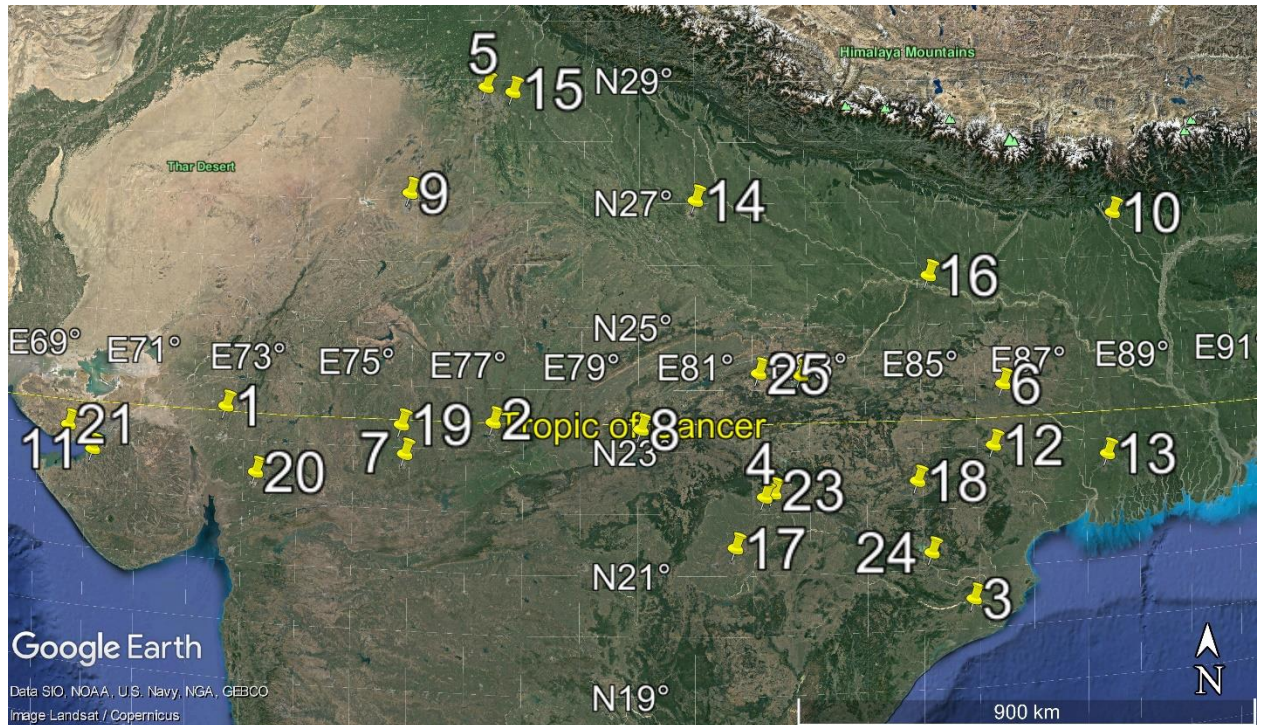 Himalaya Mountains
5
15
N29°
Thar Desert
9
N27°
14
10
16
N25°
E69° E71° E73° E75° E77° E79° E81° E85° E87° E89° E91°
25
6
1
21
19
2
Tropic of Cancer
8
11
7
N23°
12
13
20
4
23
18
17
24
N21°
3
Google Earth
N
Data SIO, NOAA, U.S. Navy, NGA, GEBCO
N19°
Image Landsat / Copernicus
900 km